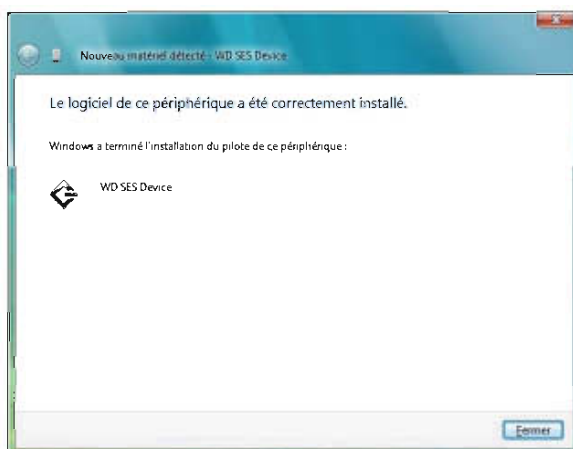 Nouveau matériel détecté - WD SES Device
Le logiciel de ce périphérique a été correctement installé.
Windows a terminé l'installation du pilote de ce périphérique :
WD SES Device
Fermer